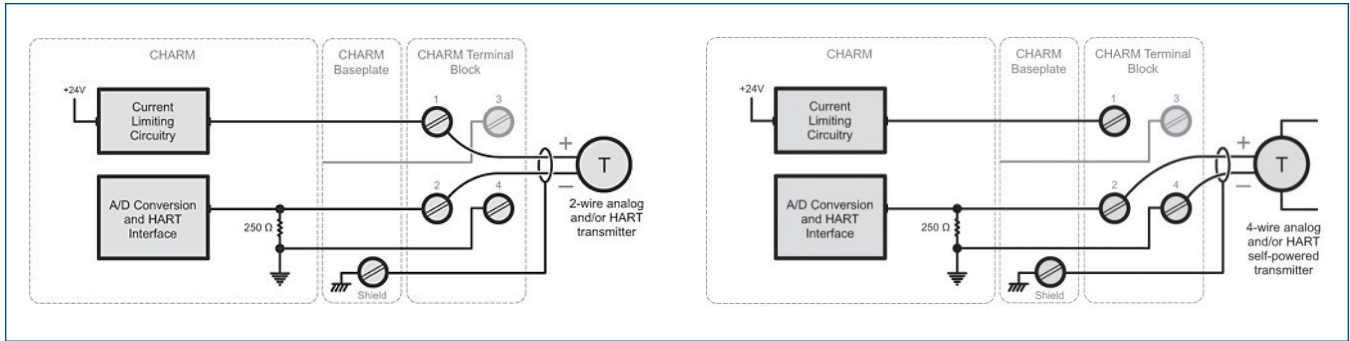 CHARM
CHARM
Baseplate
CHARM Terminal
Block
+24V
Current
Limiting
Circuitry
1
3
+
T
−
A/D Conversion
and HART
Interface
2
4
250 Ω
2-wire analog
and/or HART
transmitter
Shield
CHARM
CHARM
Baseplate
CHARM Terminal
Block
+24V
Current
Limiting
Circuitry
1
3
+
T
−
A/D Conversion
and HART
Interface
2
4
250 Ω
4-wire analog
and/or HART
self-powered
transmitter
Shield